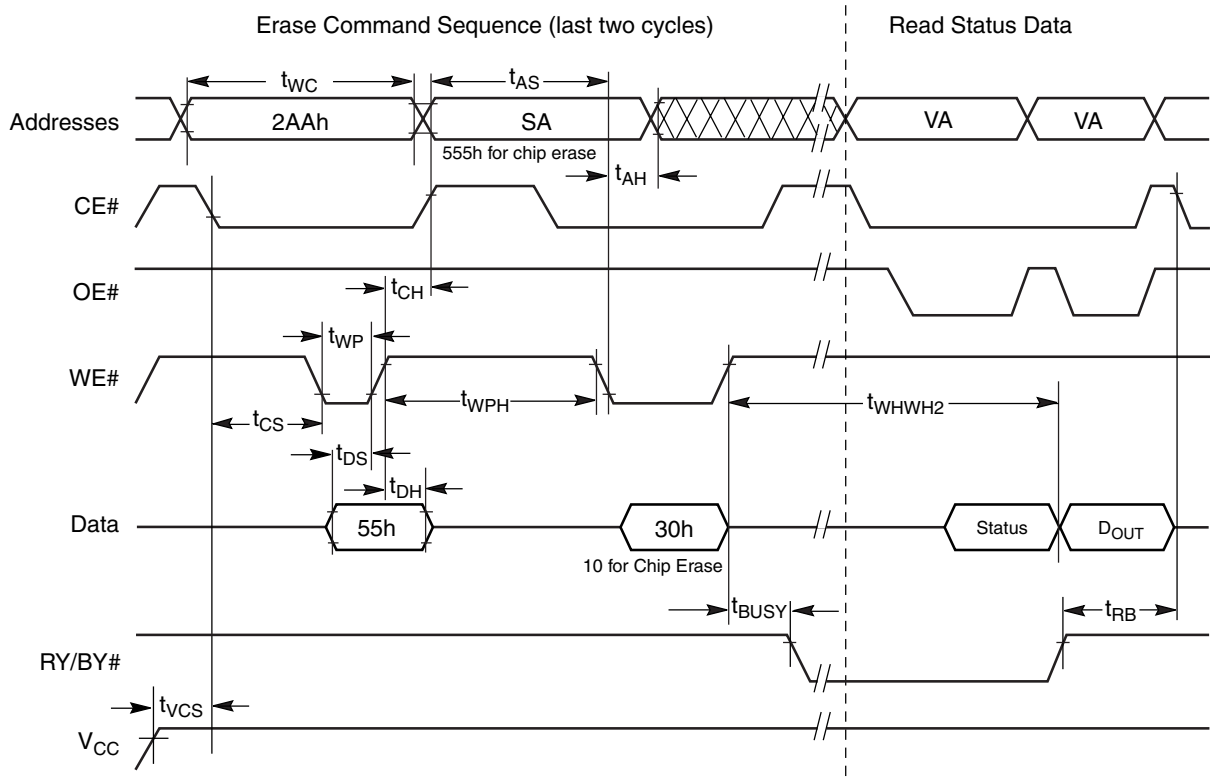 Erase Command Sequence (last two cycles) Read Status Data
tWC tAS
Addresses 2AAh SA VA VA
555h for chip erase
tAH
CE#
OE#
tCH
tWP
WE#
tWPH tWHWH2
tCS
tDS
tDH
Data 55h 30h Status DOUT
10 for Chip Erase
tBUSY tRB
RY/BY#
tVCS
VCC